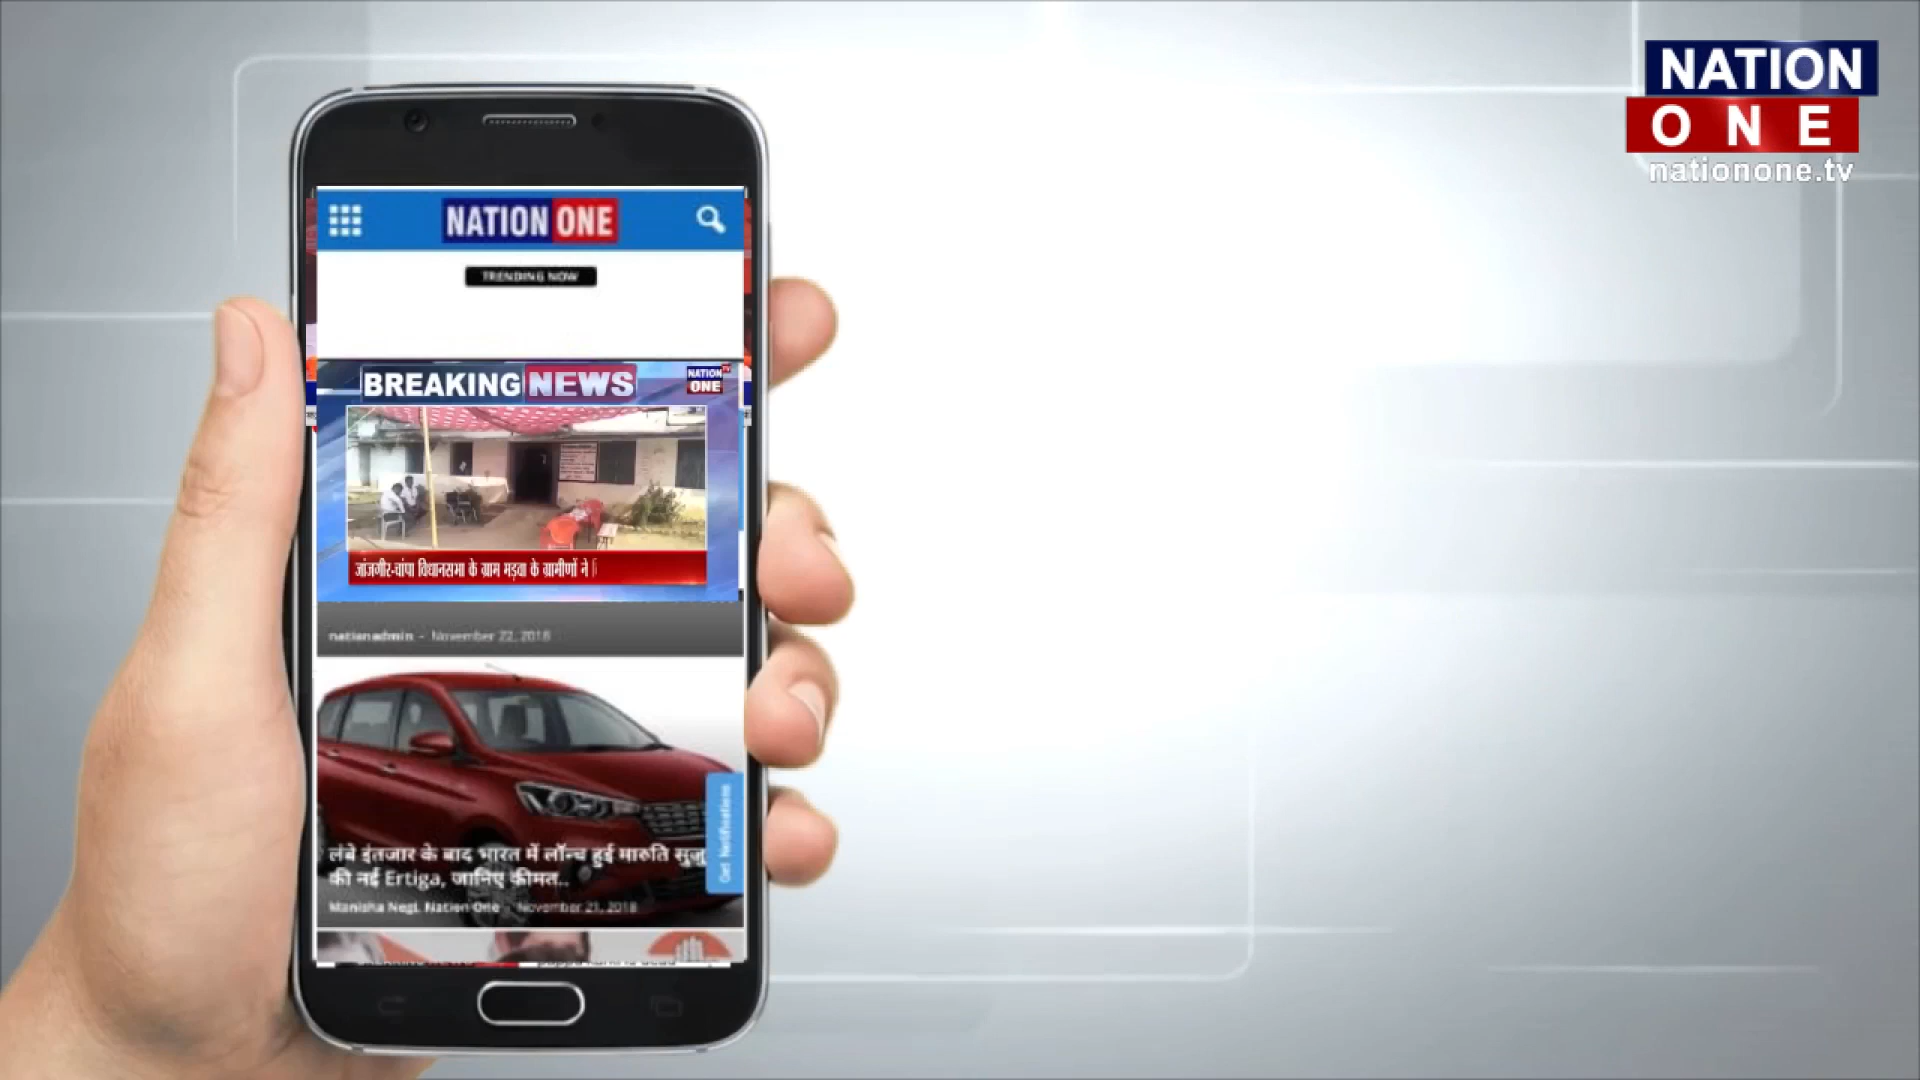 NATION
O N E
nationone.tv
NATION ONE
TRENDING NOW
BREAKING NEWS
NATION
ONE
जांजगीर-चांपा विधानसभा के ग्राम मड़वा के ग्रामीणों ने
nationadmin - November 22, 2018
लंबे इंतजार के बाद भारत में लॉन्च हुई मारुति सुजु
की नई Ertiga, जानिए कीमत..
Manisha Negi, Nation One - November 21, 2018
Get Notifications